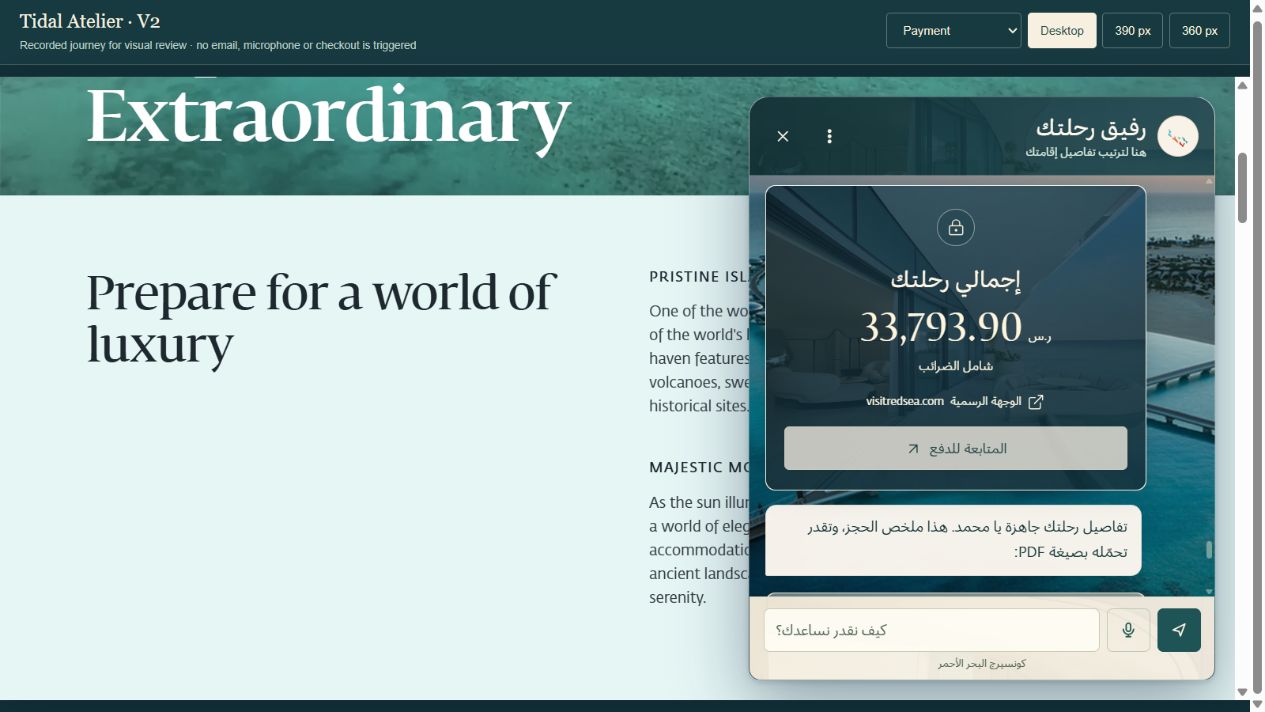 Tidal Atelier · V2
Recorded journey for visual review · no email, microphone or checkout is triggered
Payment
Desktop
390 px
360 px
Extraordinary
Prepare for a world of
luxury
PRISTINE ISL
One of the wo
of the world's
haven features
volcanoes, swe
historical sites.
MAJESTIC MO
As the sun illur
a world of eleg
accommodatio
ancient landsc
serenity.
رفيق رحلتك
هنا لترتيب تفاصيل إقامتك
إجمالي رحلتك
33,793.90 ر.س
شامل الضرائب
الوجهة الرسمية visitredsea.com
المتابعة للدفع
تفاصيل رحلتك جاهزة يا محمد. هذا ملخص الحجز، وتقدر
تحمّله بصيغة PDF:
كيف نقدر نساعدك؟
كونسيرج البحر الأحمر